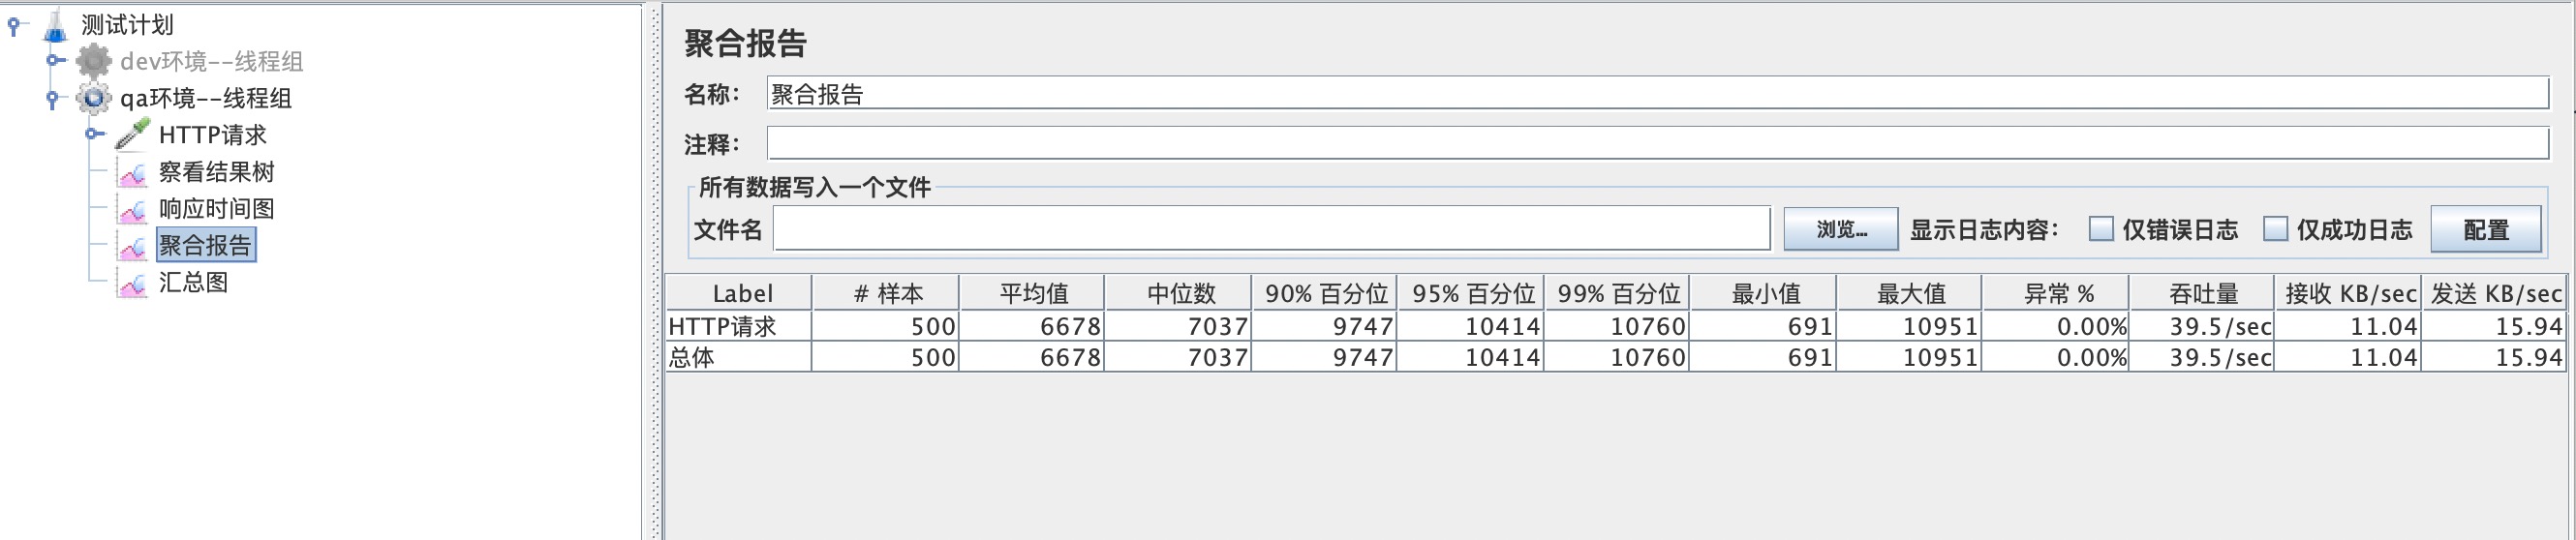 测试计划
dev环境--线程组
qa环境--线程组
HTTP请求
察看结果树
响应时间图
聚合报告
汇总图
聚合报告
名称： 聚合报告
注释：
所有数据写入一个文件
文件名 浏览... 显示日志内容： 仅错误日志 仅成功日志 配置
Label # 样本 平均值 中位数 90% 百分位 95% 百分位 99% 百分位 最小值 最大值 异常 % 吞吐量 接收 KB/sec 发送 KB/sec
HTTP请求 500 6678 7037 9747 10414 10760 691 10951 0.00% 39.5/sec 11.04 15.94
总体 500 6678 7037 9747 10414 10760 691 10951 0.00% 39.5/sec 11.04 15.94